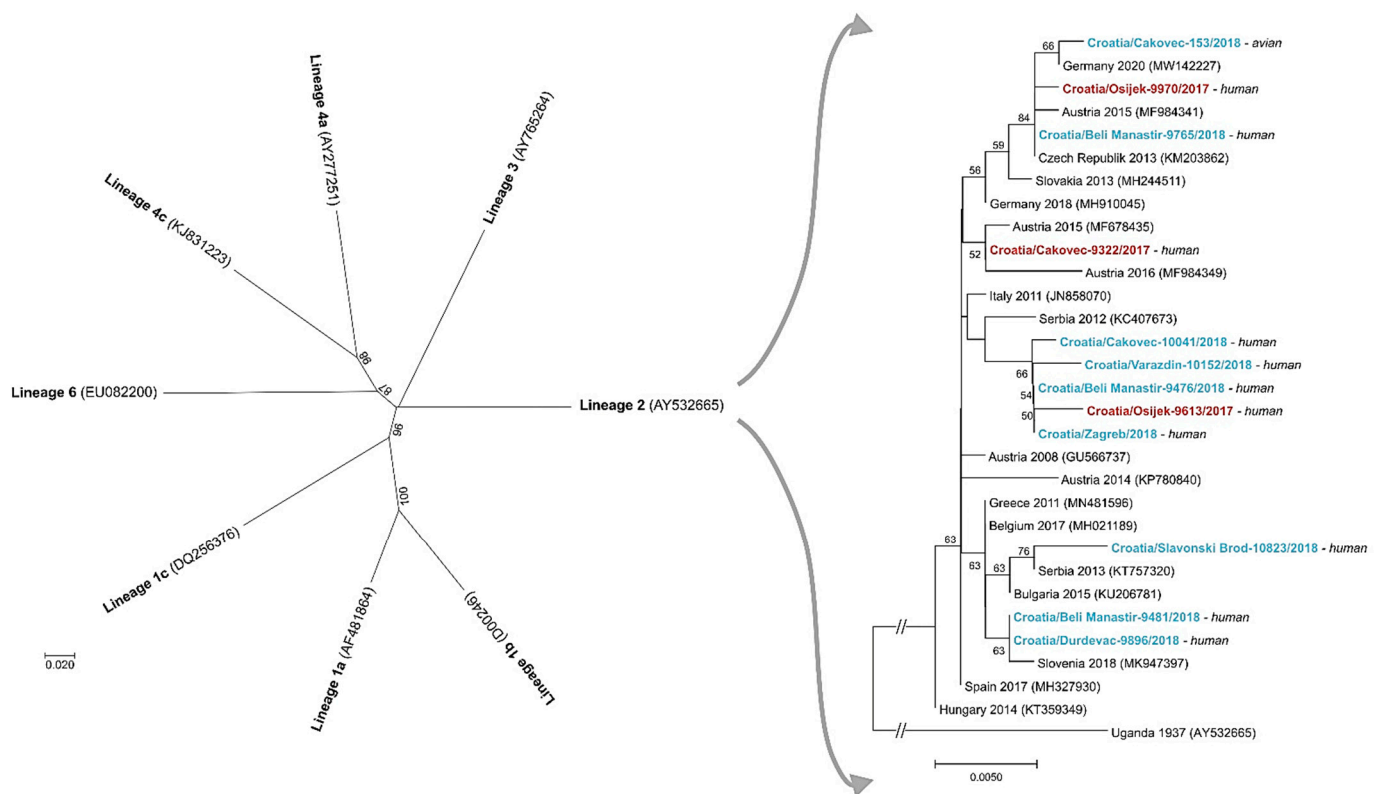 Lineage 4a (AY277251)
Lineage 3 (AY765264)
Lineage 4c (KJ831223)
98
87
Lineage 6 (EU082200)
Lineage 2 (AY532665)
96
100
Lineage 1c (DQ256376)
Lineage 1a (AF481864)
Lineage 1b (D00246)
0.020
66
Croatia/Cakovec-153/2018 - avian
Germany 2020 (MW142227)
Croatia/Osijek-9970/2017 - human
Austria 2015 (MF984341)
84
Croatia/Beli Manastir-9765/2018 - human
59
Czech Republik 2013 (KM203862)
56
Slovakia 2013 (MH244511)
Germany 2018 (MH910045)
Austria 2015 (MF678435)
Croatia/Cakovec-9322/2017 - human
52
Austria 2016 (MF984349)
Italy 2011 (JN858070)
Serbia 2012 (KC407673)
Croatia/Cakovec-10041/2018 - human
Croatia/Varazdin-10152/2018 - human
66
Croatia/Beli Manastir-9476/2018 - human
54
Croatia/Osijek-9613/2017 - human
50
Croatia/Zagreb/2018 - human
Austria 2008 (GU566737)
Austria 2014 (KP780840)
Greece 2011 (MN481596)
Belgium 2017 (MH021189)
63
76
Croatia/Slavonski Brod-10823/2018 - human
63
63
Serbia 2013 (KT757320)
Bulgaria 2015 (KU206781)
Croatia/Beli Manastir-9481/2018 - human
Croatia/Durdevac-9896/2018 - human
63
Slovenia 2018 (MK947397)
Spain 2017 (MH327930)
Hungary 2014 (KT359349)
//
//
Uganda 1937 (AY532665)
0.0050